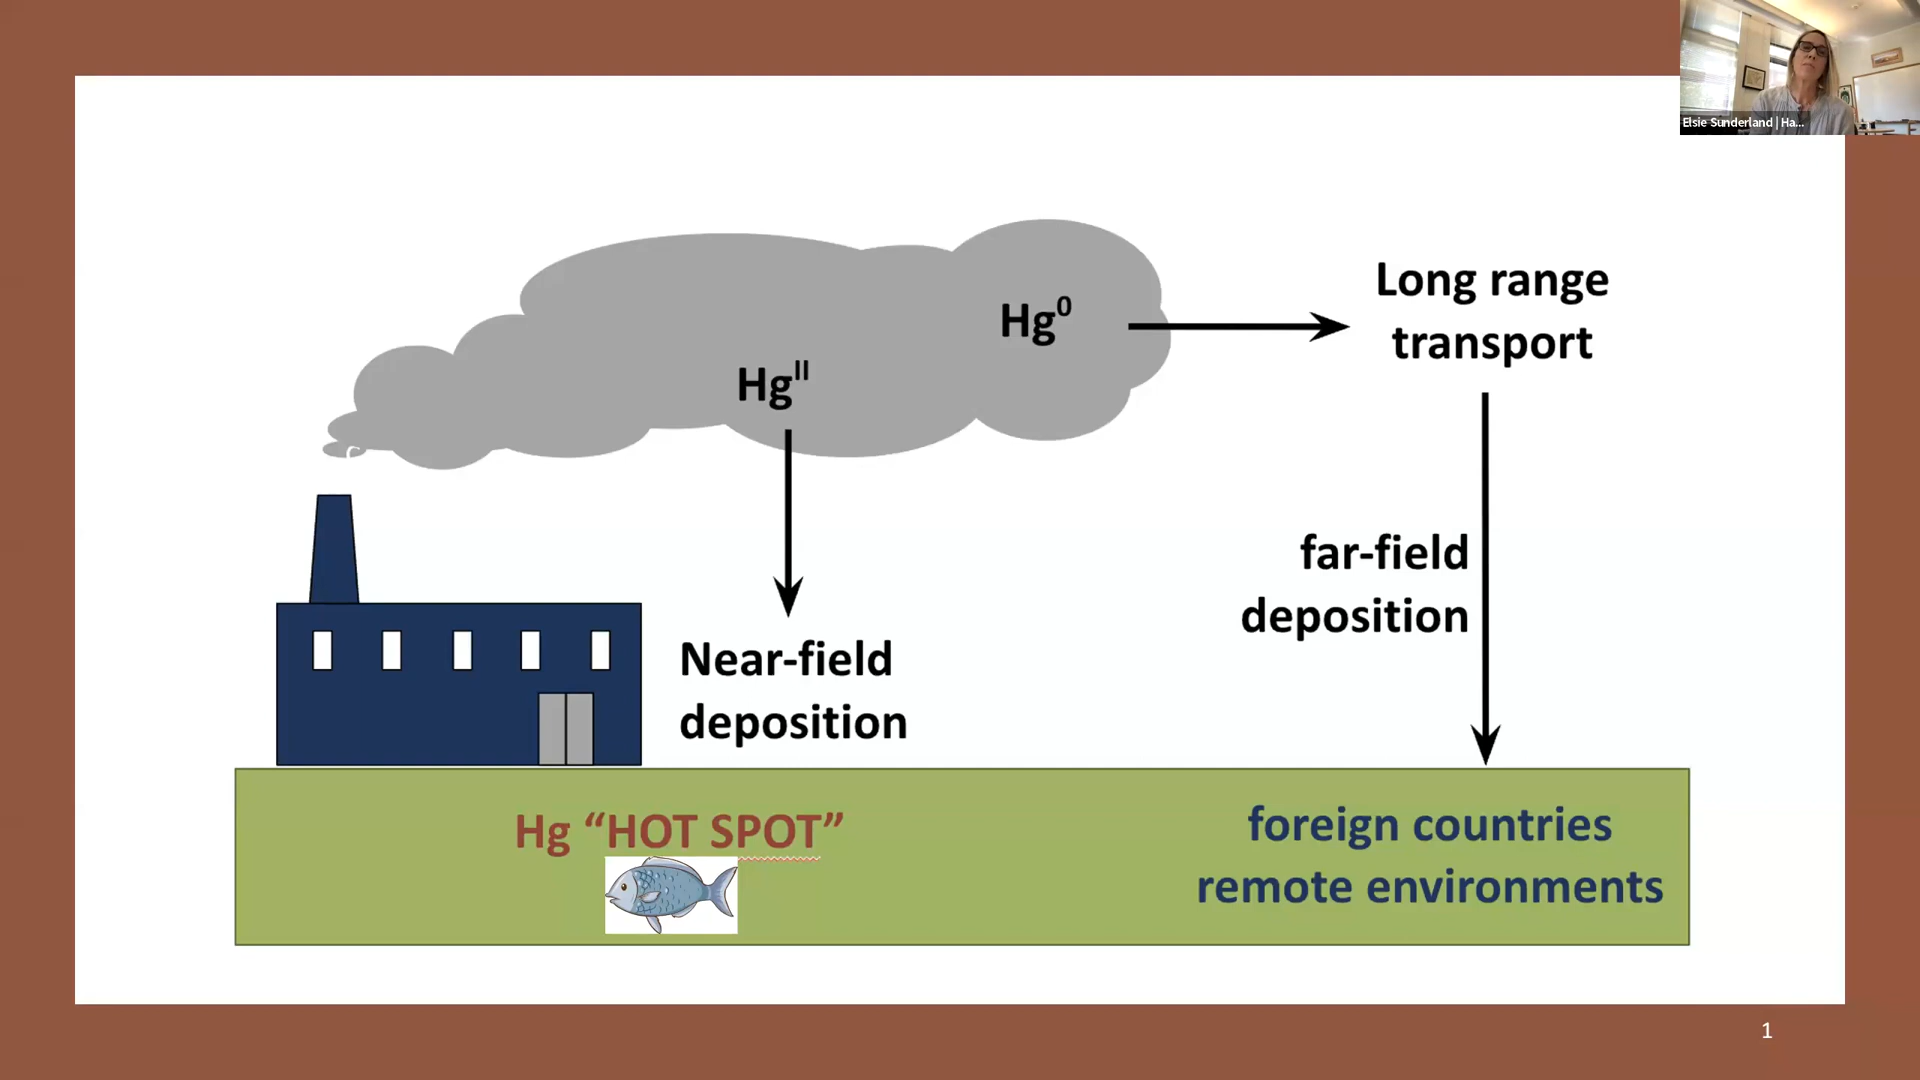 Elsie Sunderland | Ha...
Hg⁰
Long range
transport
Hgᴵᴵ
far-field
deposition
Near-field
deposition
Hg “HOT SPOT”
foreign countries
remote environments
1